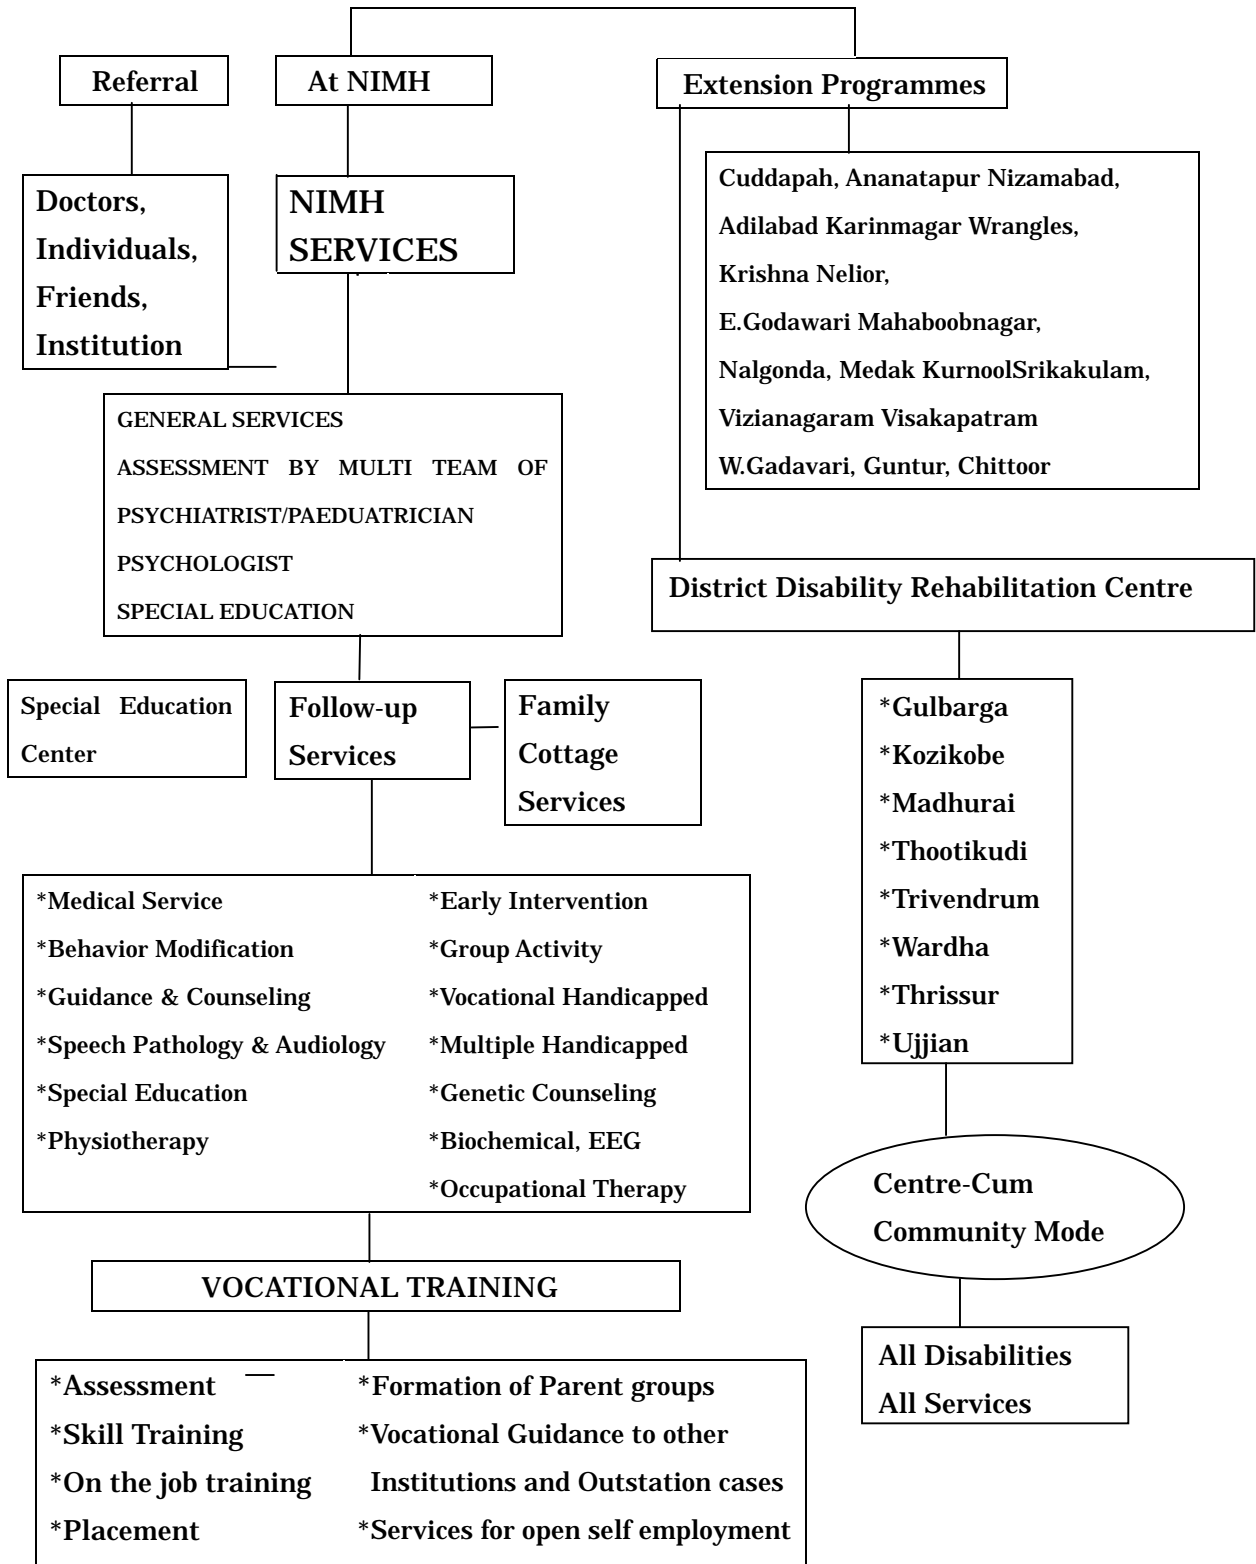 Referral
At NIMH
Extension Programmes
Doctors,
Individuals,
Friends,
Institution
NIMH
SERVICES
Cuddapah, Ananatapur Nizamabad,
Adilabad Karinmagar Wrangles,
Krishna Nelior,
E.Godawari Mahaboobnagar,
Nalgonda, Medak KurnoolSrikakulam,
Vizianagaram Visakapatram
W.Gadavari, Guntur, Chittoor
GENERAL SERVICES
ASSESSMENT BY MULTI TEAM OF
PSYCHIATRIST/PAEDUATRICIAN
PSYCHOLOGIST
SPECIAL EDUCATION
District Disability Rehabilitation Centre
Special Education
Center
Follow-up
Services
Family
Cottage
Services
*Gulbarga
*Kozikobe
*Madhurai
*Thootikudi
*Trivendrum
*Wardha
*Thrissur
*Ujjian
*Medical Service
*Behavior Modification
*Guidance & Counseling
*Speech Pathology & Audiology
*Special Education
*Physiotherapy
*Early Intervention
*Group Activity
*Vocational Handicapped
*Multiple Handicapped
*Genetic Counseling
*Biochemical, EEG
*Occupational Therapy
Centre-Cum
Community Mode
VOCATIONAL TRAINING
All Disabilities
All Services
*Assessment
*Skill Training
*On the job training
*Placement
*Formation of Parent groups
*Vocational Guidance to other
Institutions and Outstation cases
*Services for open self employment